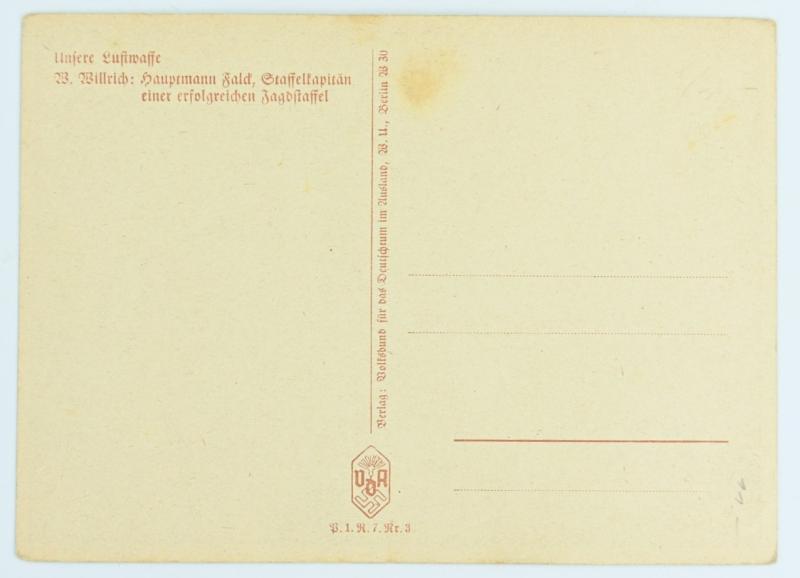 Unsere Luftwaffe
W. Willrich: Hauptmann Falck, Staffelkapitän
einer erfolgreichen Jagdstaffel
Verlag: Volksbund für das Deutschtum im Ausland, W. U., Berlin W 30
VDA
P. 1. R. 7. Nr. 3